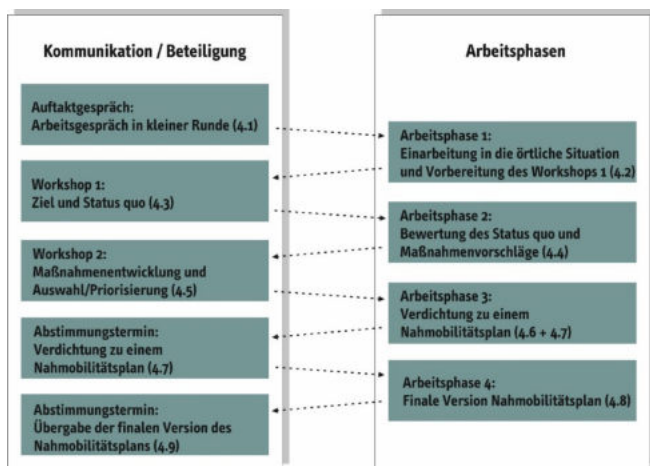 Kommunikation / Beteiligung
Auftaktgespräch:
Arbeitsgespräch in kleiner Runde (4.1)
Workshop 1:
Ziel und Status quo (4.3)
Workshop 2:
Maßnahmenentwicklung und
Auswahl/Priorisierung (4.5)
Abstimmungstermin:
Verdichtung zu einem
Nahmobilitätsplan (4.7)
Abstimmungstermin:
Übergabe der finalen Version des
Nahmobilitätsplans (4.9)
Arbeitsphasen
Arbeitsphase 1:
Einarbeitung in die örtliche Situation
und Vorbereitung des Workshops 1 (4.2)
Arbeitsphase 2:
Bewertung des Status quo und
Maßnahmenvorschläge (4.4)
Arbeitsphase 3:
Verdichtung zu einem
Nahmobilitätsplan (4.6 + 4.7)
Arbeitsphase 4:
Finale Version Nahmobilitätsplan (4.8)